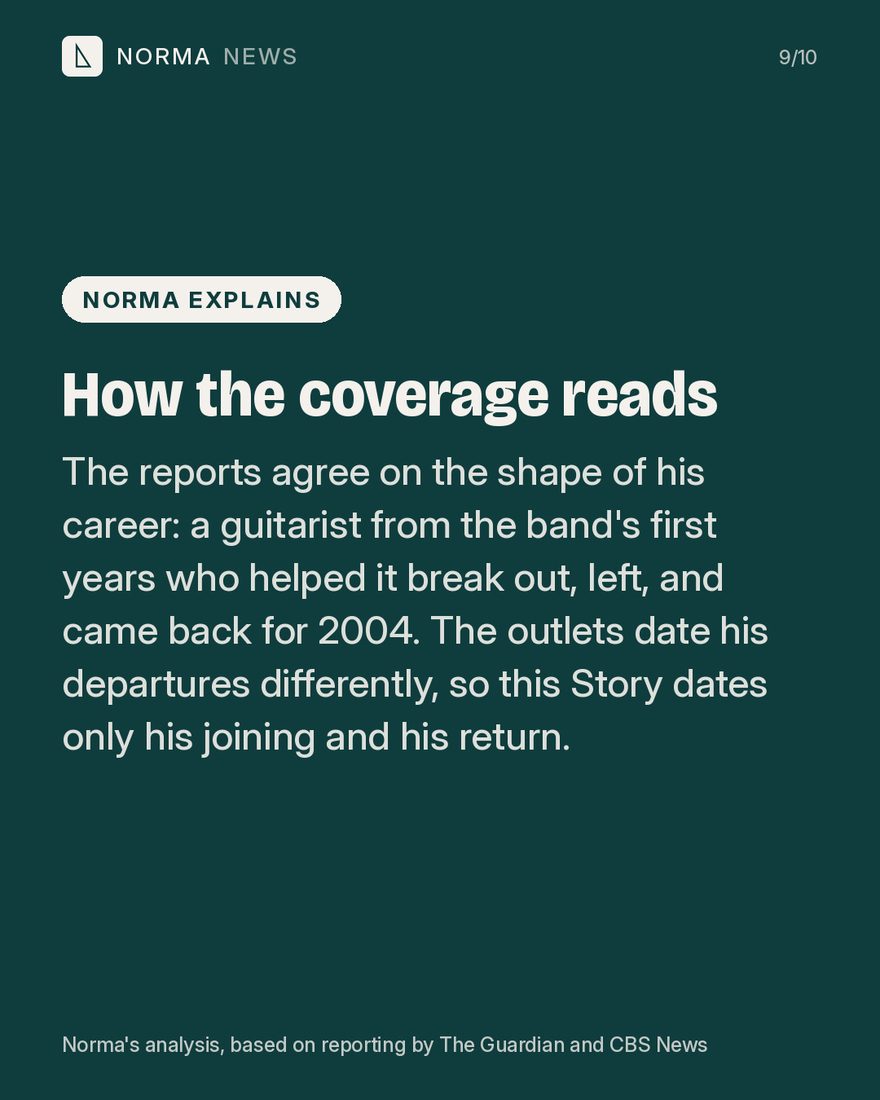 NORMA NEWS
9/10
NORMA EXPLAINS
How the coverage reads
The reports agree on the shape of his
career: a guitarist from the band's first
years who helped it break out, left, and
came back for 2004. The outlets date his
departures differently, so this Story dates
only his joining and his return.
Norma's analysis, based on reporting by The Guardian and CBS News